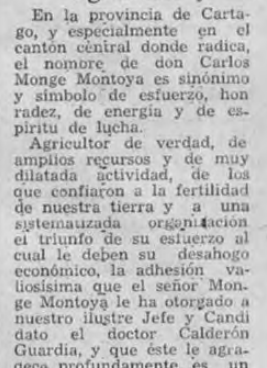 En la provincia de Carta-
go, y especialmente en el
cantón central donde radica,
el nombre de don Carlos
Monge Montoya es sinónimo
y símbolo de esfuerzo, hon
radez, de energía y de es-
píritu de lucha.
Agricultor de verdad, de
amplios recursos y de muy
dilatada actividad, de los
que confiaron a la fertilidad
de nuestra tierra y a una
sistematizada organización
el triunfo de su esfuerzo al
cual le deben su desahogo
económico, la adhesión va-
liosísima que el señor Mon-
ge Montoya le ha otorgado a
nuestro ilustre Jefe y Candi
dato el doctor Calderón
Guardia, y que éste le agra-
dece profundamente es un